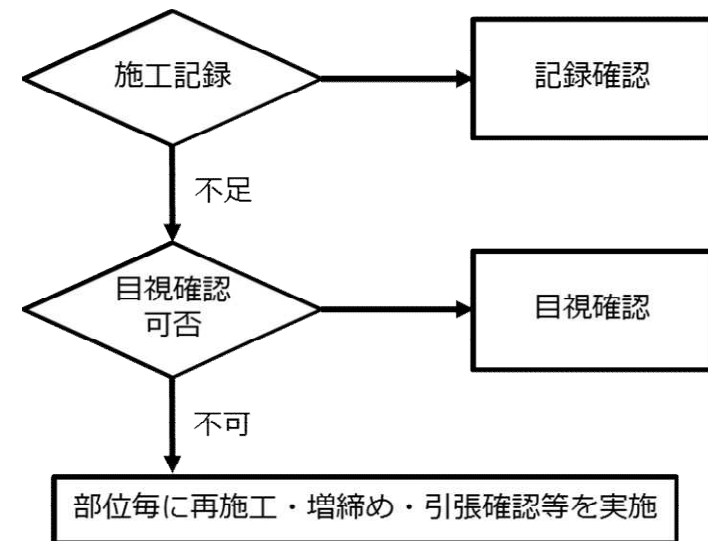 施工記録
記録確認
不足
目視確認
可否
目視確認
不可
部位毎に再施工・増締め・引張確認等を実施